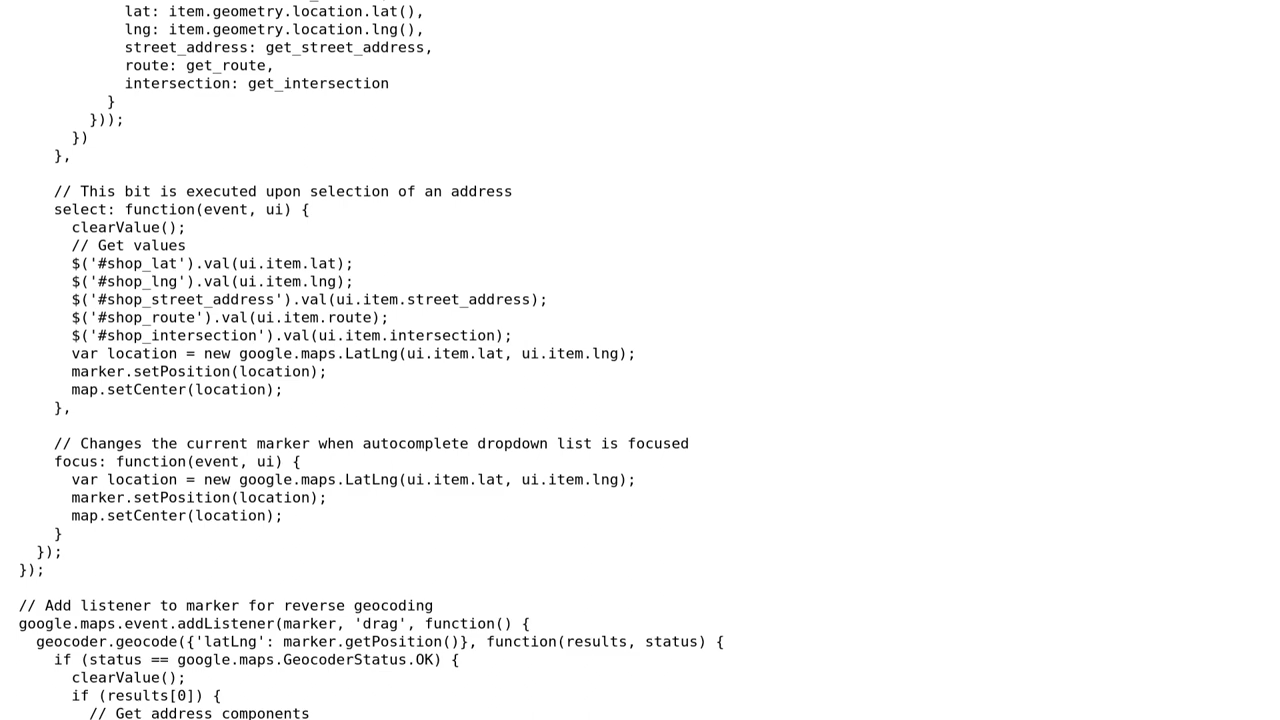 lat: item.geometry.location.lat(),
lng: item.geometry.location.lng(),
street_address: get_street_address,
route: get_route,
intersection: get_intersection
}
}));
})
},
// This bit is executed upon selection of an address
select: function(event, ui) {
clearValue();
// Get values
$('#shop_lat').val(ui.item.lat);
$('#shop_lng').val(ui.item.lng);
$('#shop_street_address').val(ui.item.street_address);
$('#shop_route').val(ui.item.route);
$('#shop_intersection').val(ui.item.intersection);
var location = new google.maps.LatLng(ui.item.lat, ui.item.lng);
marker.setPosition(location);
map.setCenter(location);
},
// Changes the current marker when autocomplete dropdown list is focused
focus: function(event, ui) {
var location = new google.maps.LatLng(ui.item.lat, ui.item.lng);
marker.setPosition(location);
map.setCenter(location);
}
});
});
// Add listener to marker for reverse geocoding
google.maps.event.addListener(marker, 'drag', function() {
geocoder.geocode({'latLng': marker.getPosition()}, function(results, status) {
if (status == google.maps.GeocoderStatus.OK) {
clearValue();
if (results[0]) {
// Get address components